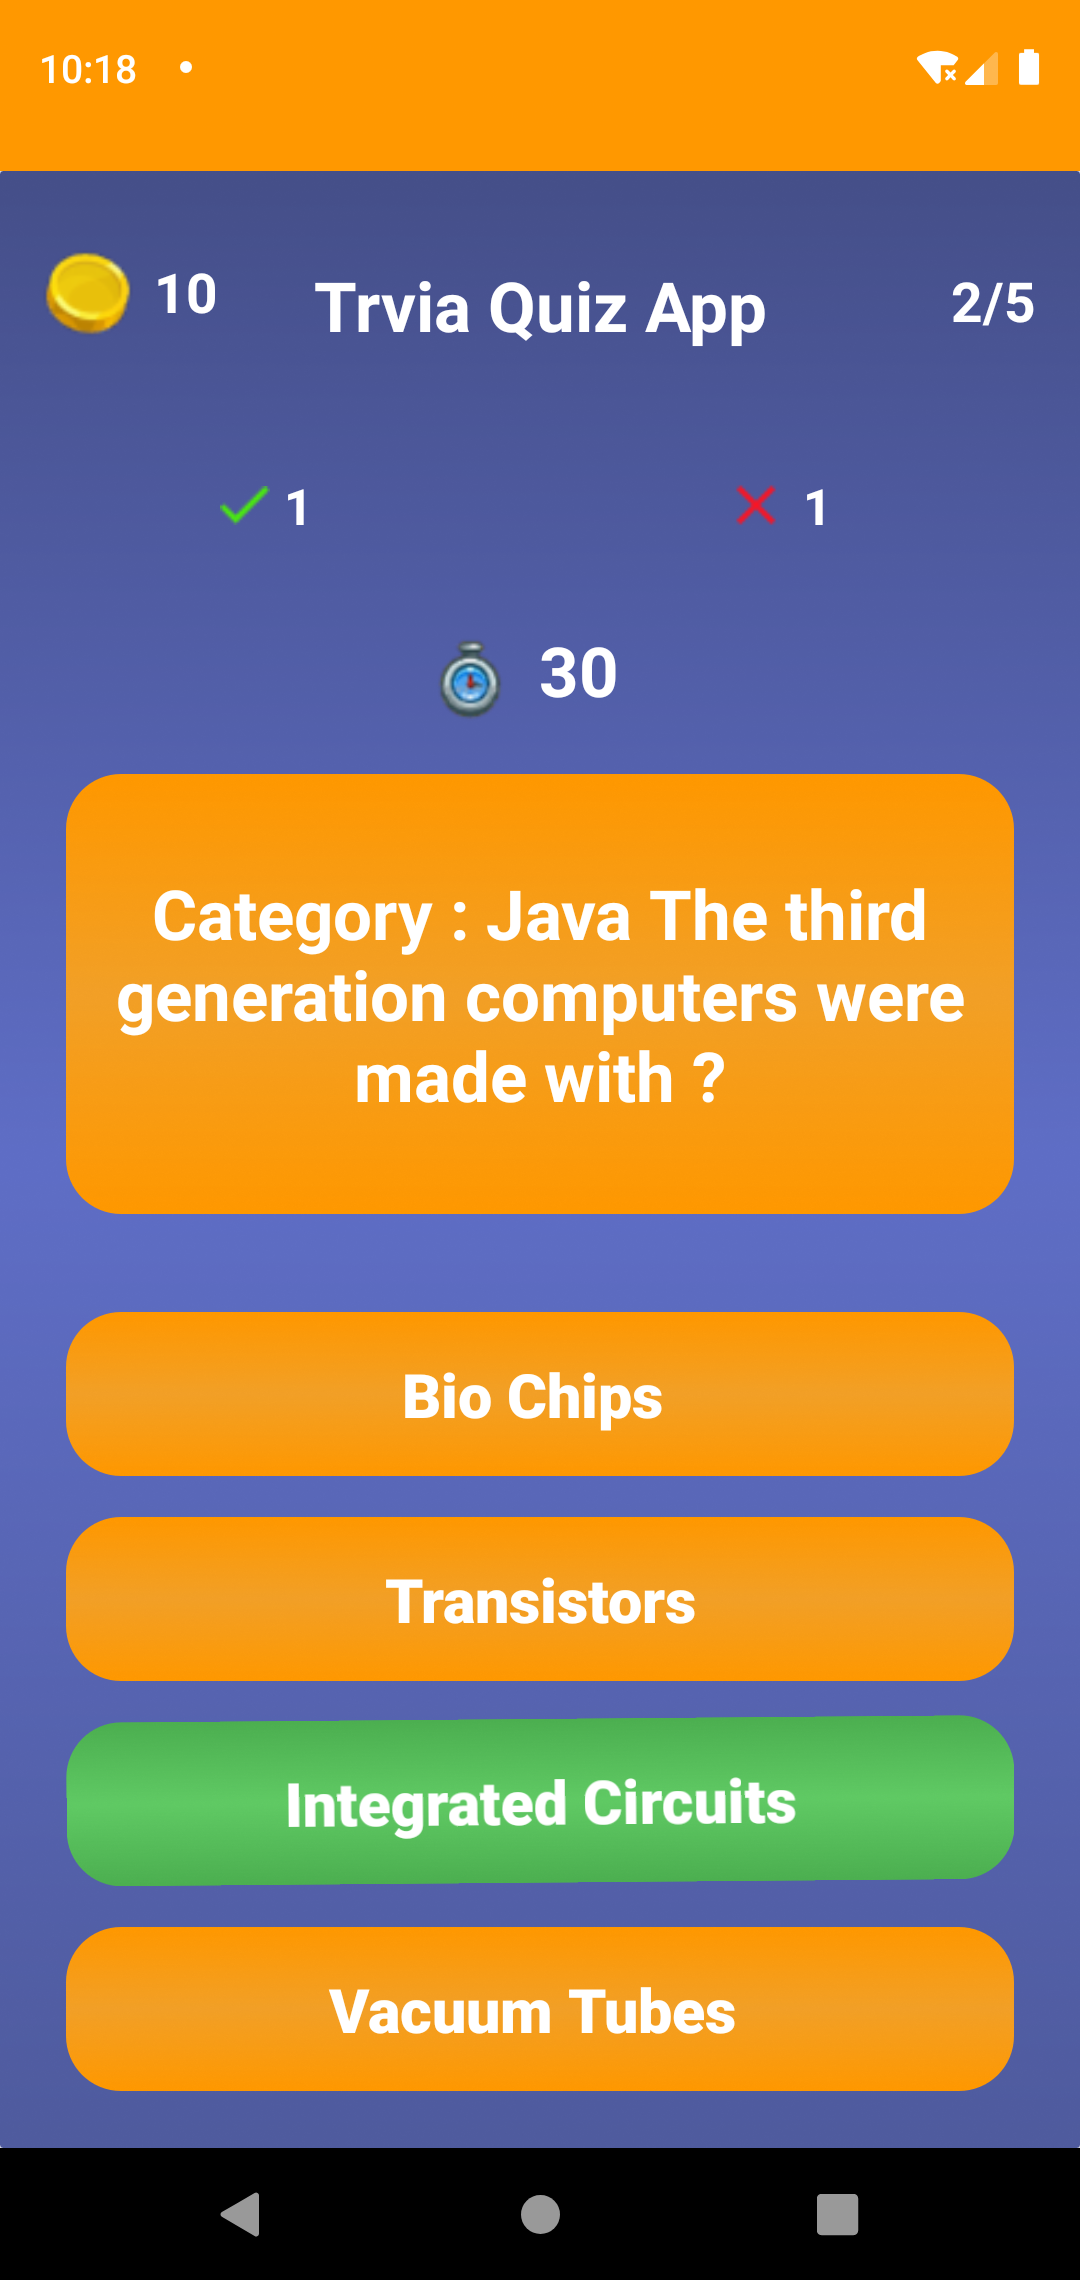 10:18
10
Trvia Quiz App
2/5
1
1
30
Category : Java The third
generation computers were
made with ?
Bio Chips
Transistors
Integrated Circuits
Vacuum Tubes